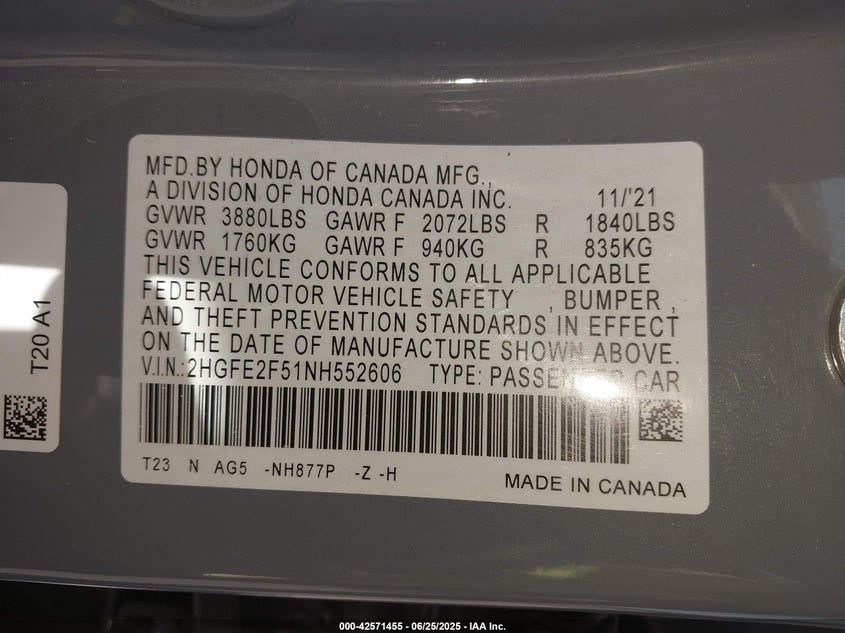 MFD.BY HONDA OF CANADA MFG.,
A DIVISION OF HONDA CANADA INC. 11/'21
GVWR 3880LBS GAWR F 2072LBS R 1840LBS
GVWR 1760KG GAWR F 940KG R 835KG
THIS VEHICLE CONFORMS TO ALL APPLICABLE
FEDERAL MOTOR VEHICLE SAFETY , BUMPER ,
AND THEFT PREVENTION STANDARDS IN EFFECT
ON THE DATE OF MANUFACTURE SHOWN ABOVE.
V.I.N.:2HGFE2F51NH552606 TYPE: PASSENGER CAR
T23 N AG5 -NH877P -Z -H
MADE IN CANADA
T20 A1
000-42571455 - 06/25/2025 - IAA Inc.